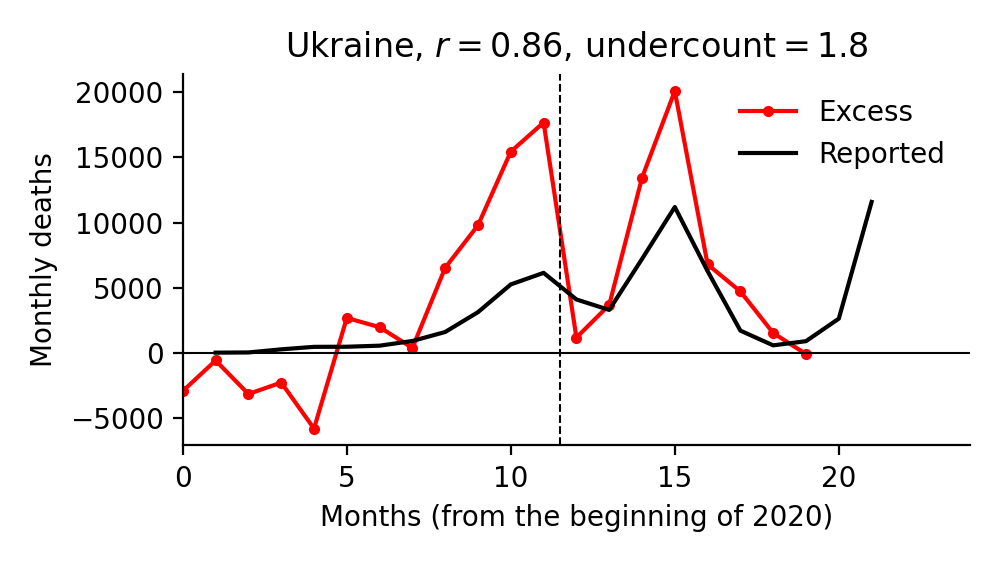 Ukraine, r = 0.86, undercount = 1.8
Monthly deaths
20000
15000
10000
5000
0
−5000
Excess
Reported
0 5 10 15 20
Months (from the beginning of 2020)